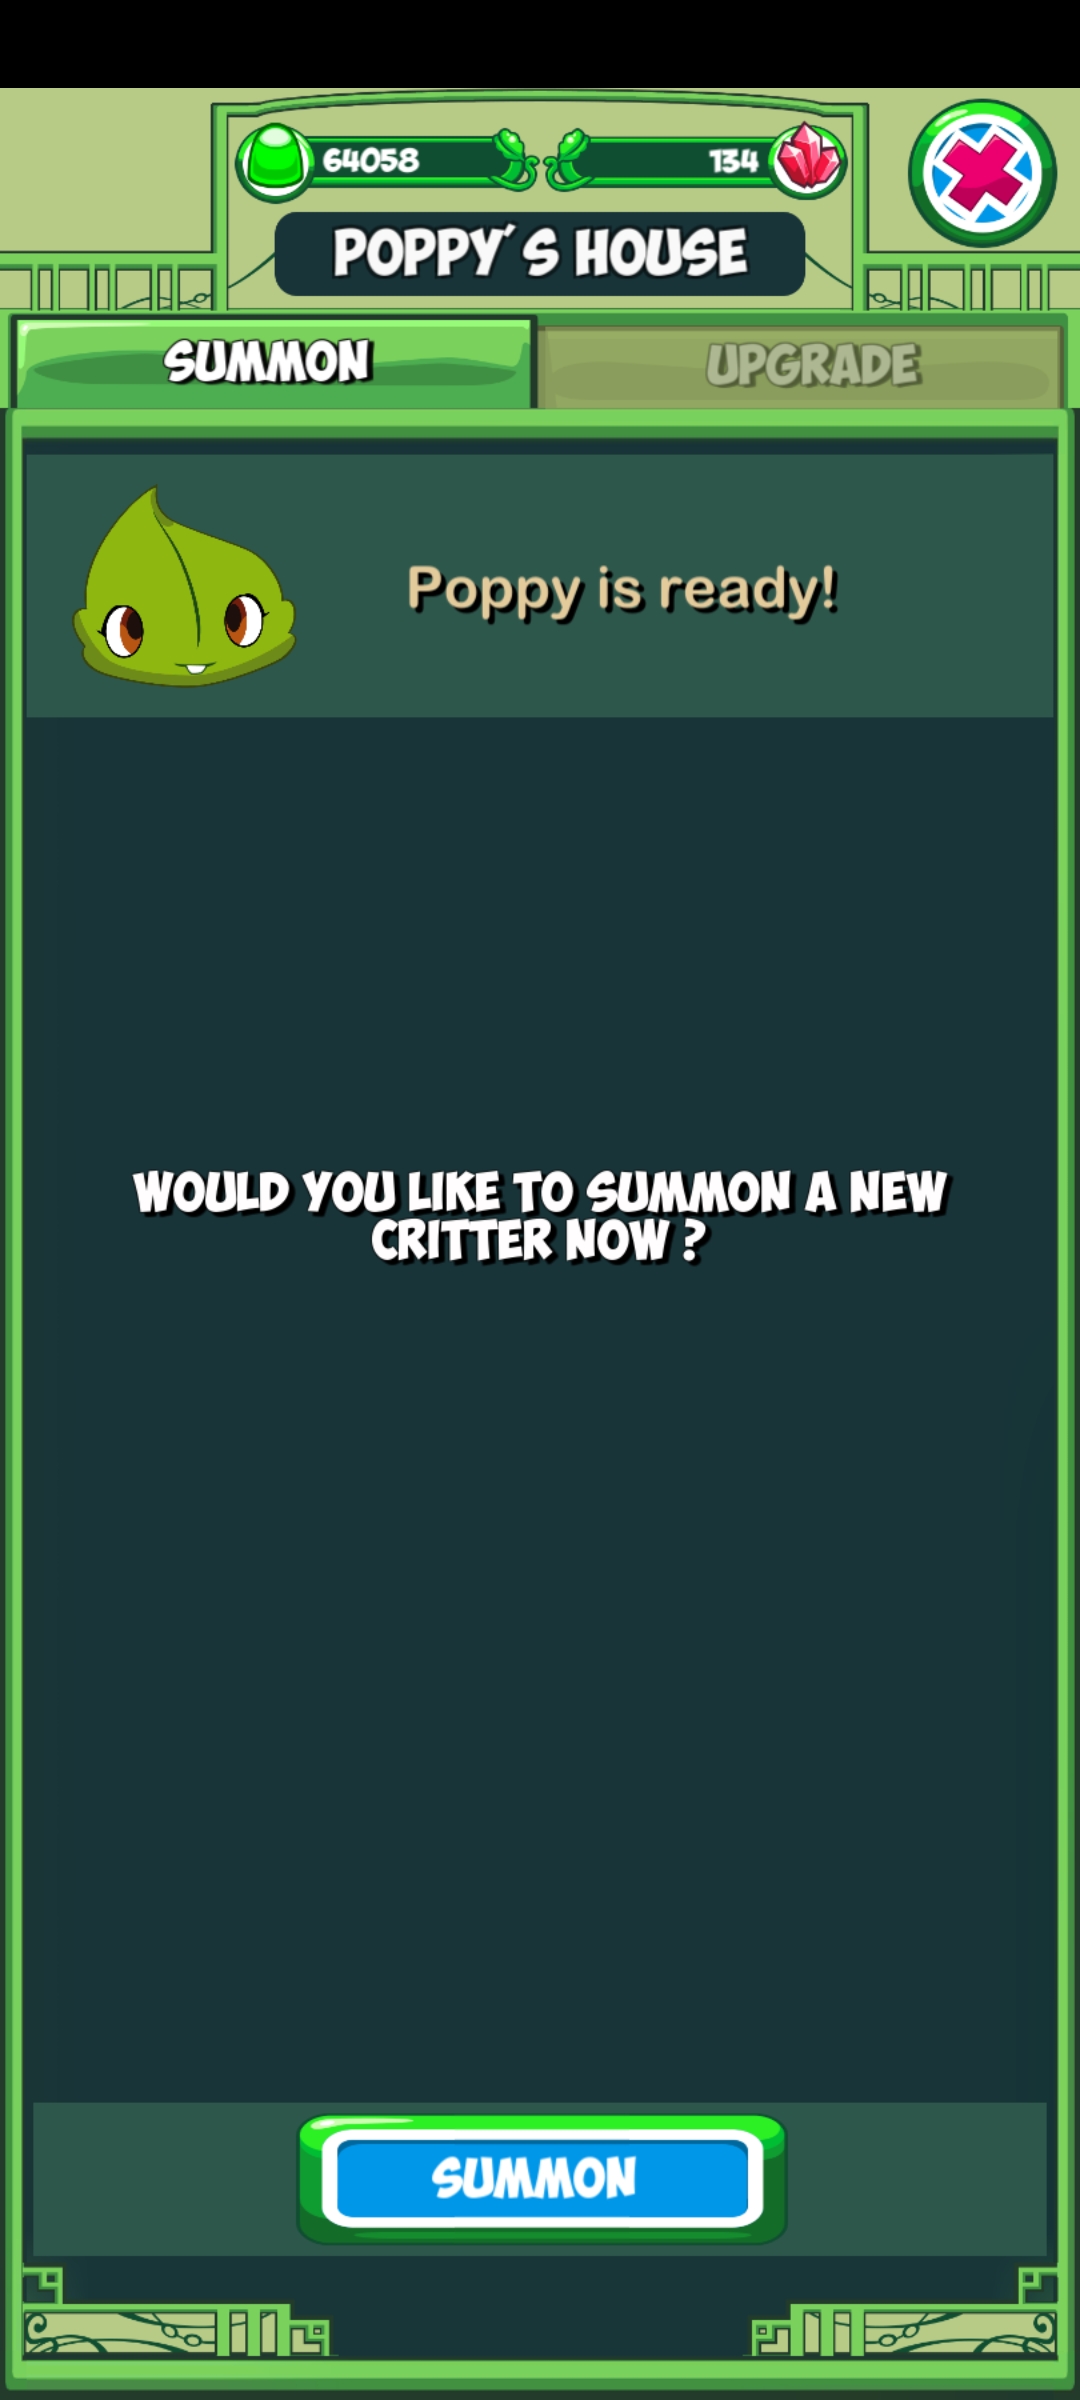 64058
134
POPPY´S HOUSE
SUMMON
UPGRADE
Poppy is ready!
WOULD YOU LIKE TO SUMMON A NEW
CRITTER NOW ?
SUMMON